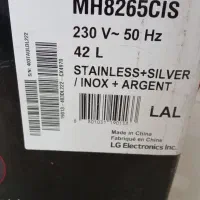 MH8265CIS
230 V~ 50 Hz
42 L
STAINLESS+SILVER
/ INOX + ARGENT
LAL
Made in China
Fabriqué en Chine
LG Electronics Inc.